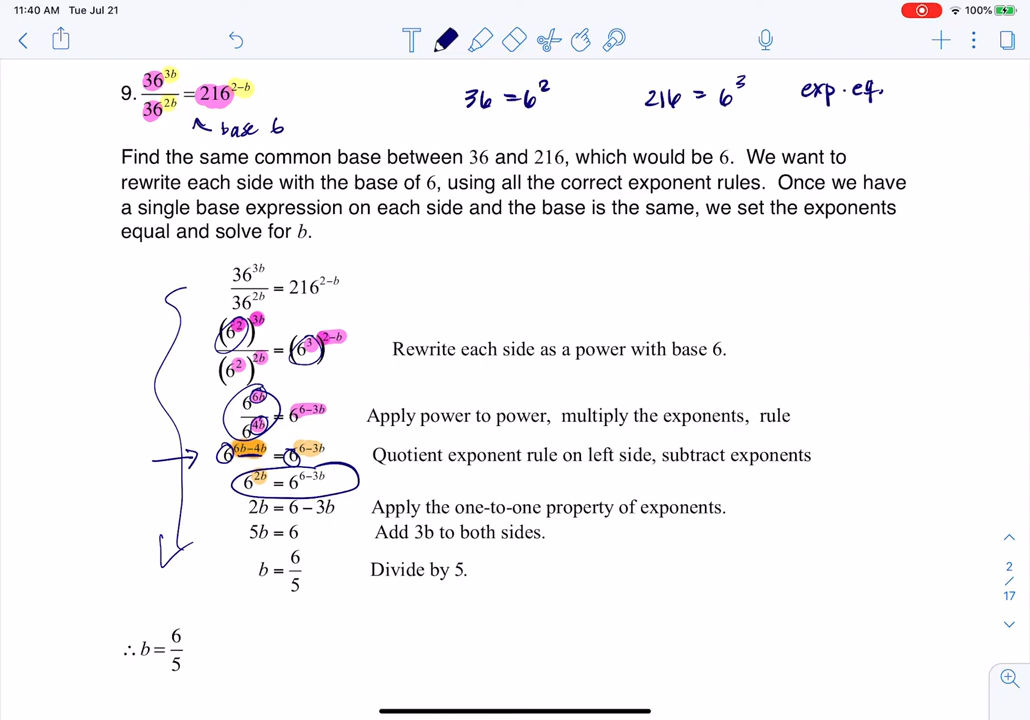 11:40 AM Tue Jul 21
100%
9. 36^{3b}/36^{2b} = 216^{2-b}
36 = 6^2
216 = 6^3
exp. eq.
base 6
Find the same common base between 36 and 216, which would be 6. We want to
rewrite each side with the base of 6, using all the correct exponent rules. Once we have
a single base expression on each side and the base is the same, we set the exponents
equal and solve for b.
36^{3b}/36^{2b} = 216^{2-b}
(6^2)^{3b}/(6^2)^{2b} = (6^3)^{2-b} Rewrite each side as a power with base 6.
6^{6b}/6^{4b} = 6^{6-3b} Apply power to power, multiply the exponents, rule
6^{6b-4b} = 6^{6-3b} Quotient exponent rule on left side, subtract exponents
6^{2b} = 6^{6-3b}
2b = 6 – 3b Apply the one-to-one property of exponents.
5b = 6 Add 3b to both sides.
b = 6/5 Divide by 5.
∴ b = 6/5
2
/
17